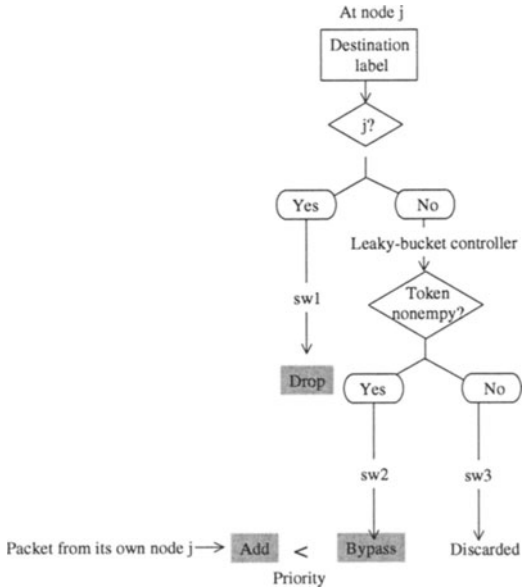 At node j
Destination
label
j?
Yes
No
Leaky-bucket controller
sw1
Token
nonempy?
Drop
Yes
No
sw2
sw3
Packet from its own node j
Add
<
Bypass
Discarded
Priority